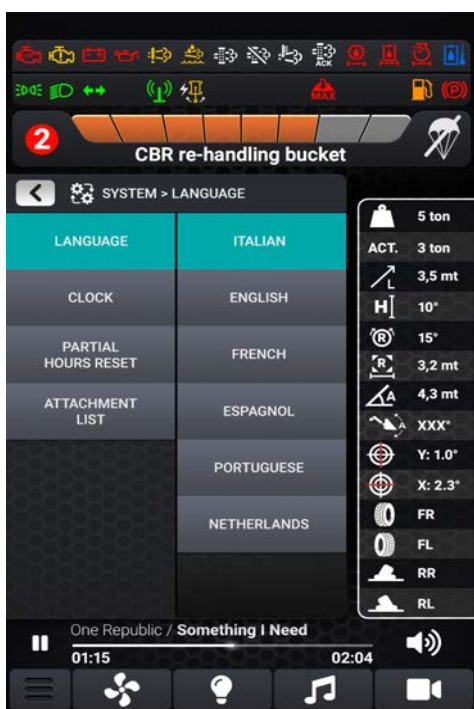 ACK
MAX
(P)
2
CBR re-handling bucket
SYSTEM > LANGUAGE
LANGUAGE
CLOCK
PARTIAL
HOURS RESET
ATTACHMENT
LIST
ITALIAN
ENGLISH
FRENCH
ESPAGNOL
PORTUGUESE
NETHERLANDS
5 ton
ACT. 3 ton
L 3,5 mt
H 10°
R 15°
R 3,2 mt
A 4,3 mt
A XXX°
Y: 1.0°
X: 2.3°
FR
FL
RR
RL
One Republic / Something I Need
01:15 02:04